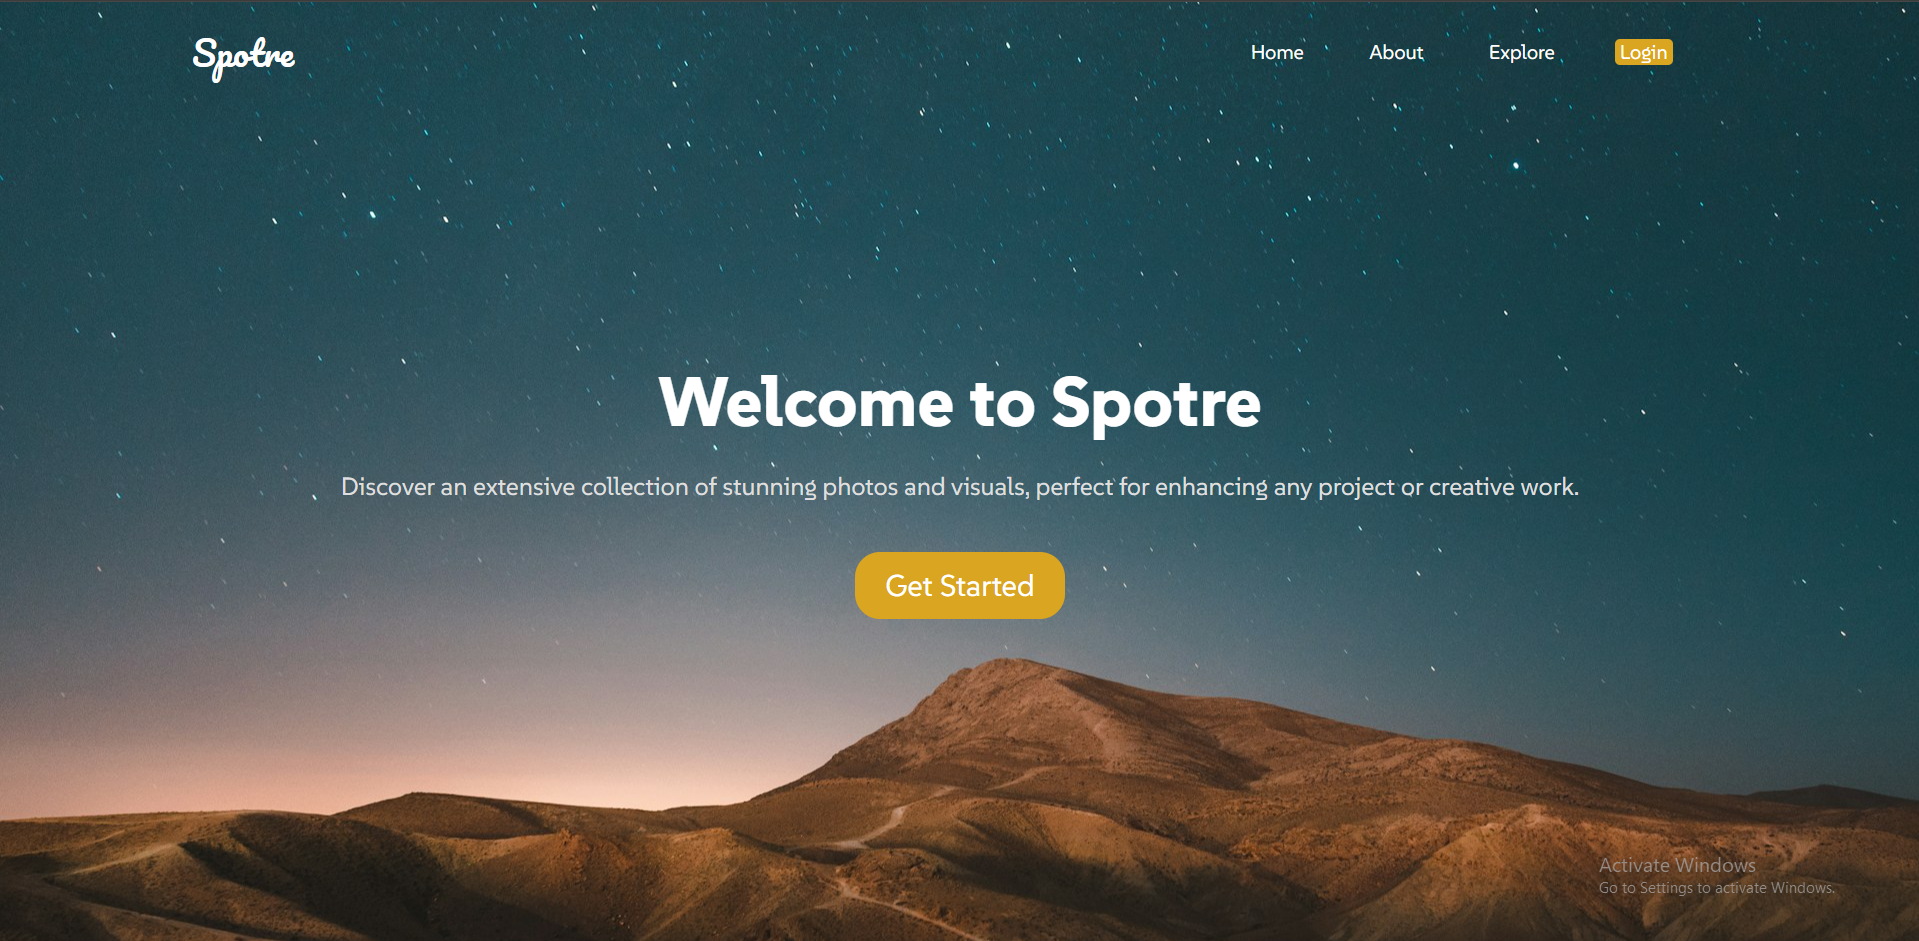 Spotre
Home
About
Explore
Login
Welcome to Spotre
Discover an extensive collection of stunning photos and visuals, perfect for enhancing any project or creative work.
Get Started
Activate Windows
Go to Settings to activate Windows.